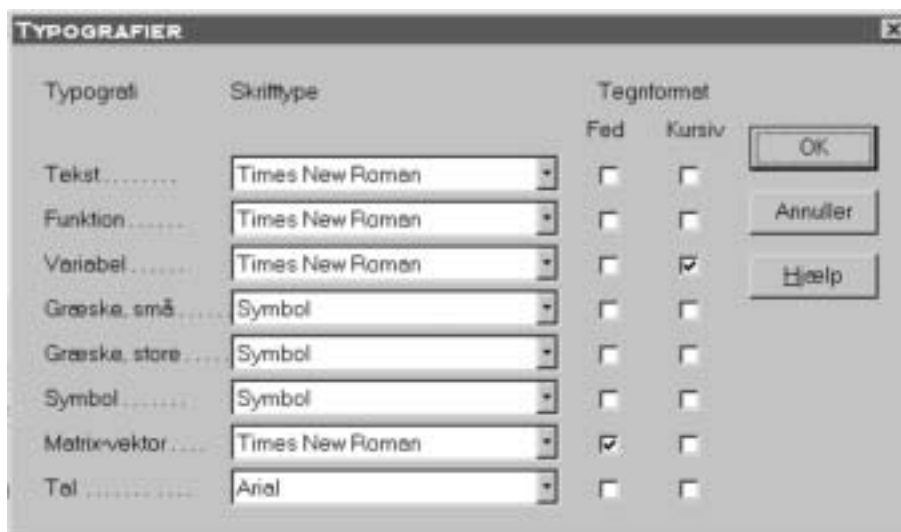 TYPOGRAFIER
Typografi Skrifttype Tegnformat
Fed Kursiv
OK
Tekst ........ Times New Roman
Funktion ...... Times New Roman
Annuller
Variabel ....... Times New Roman
Hjælp
Græske, små ..... Symbol
Græske, store ..... Symbol
Symbol ....... Symbol
Matrix-vektor .... Times New Roman
Tal ........... Arial